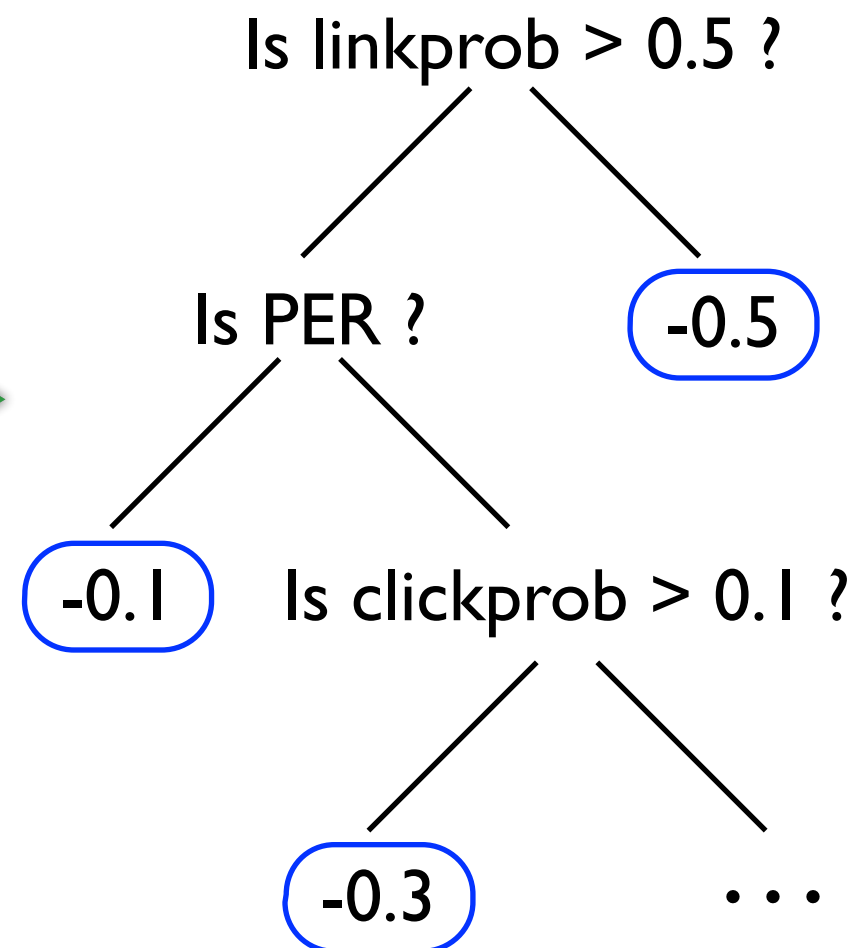 Is linkprob > 0.5 ?
Is PER ?
-0.5
-0.1
Is clickprob > 0.1 ?
-0.3
...